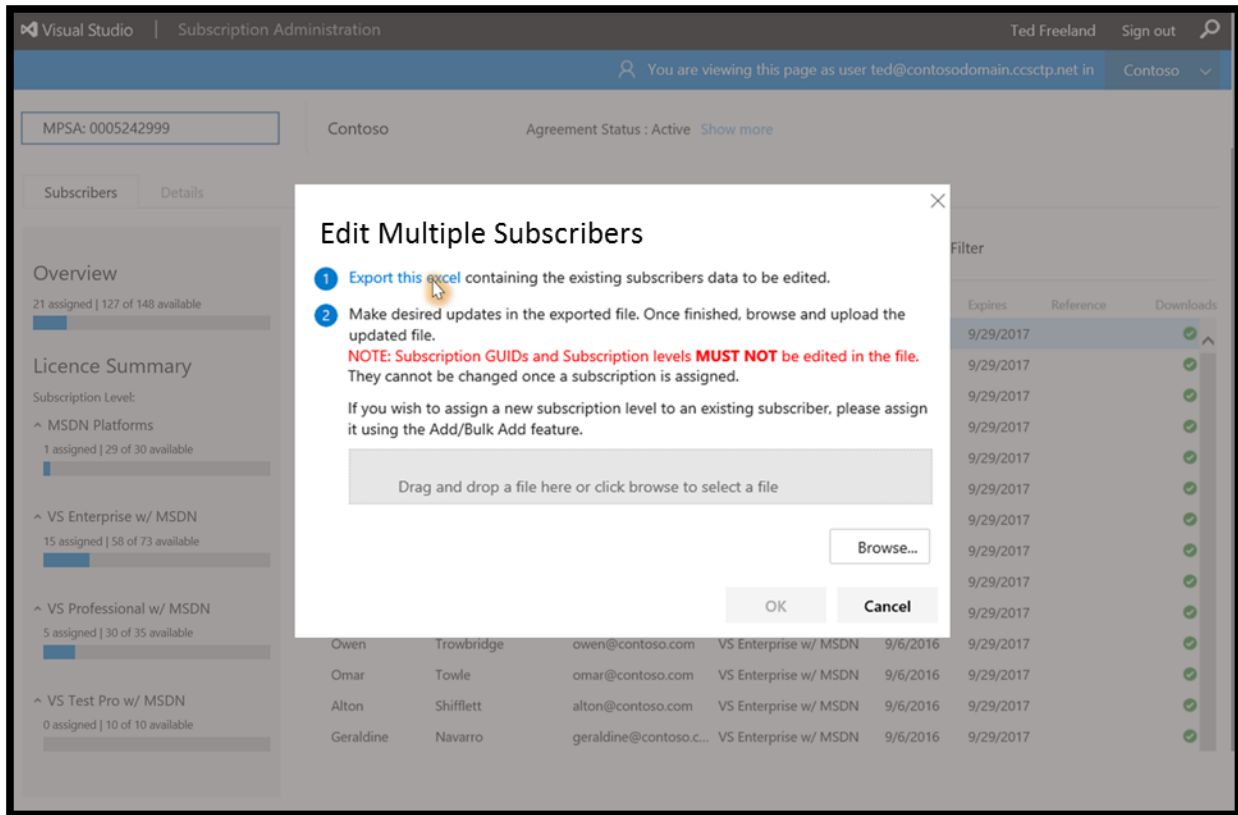 Visual Studio | Subscription Administration Ted Freeland Sign out
You are viewing this page as user ted@contosodomain.ccsctp.net in Contoso
MPSA: 0005242999 Contoso Agreement Status : Active Show more
Subscribers Details
Overview
21 assigned | 127 of 148 available
Licence Summary
Subscription Level:
MSDN Platforms
1 assigned | 29 of 30 available
VS Enterprise w/ MSDN
15 assigned | 58 of 73 available
VS Professional w/ MSDN
5 assigned | 30 of 35 available
VS Test Pro w/ MSDN
0 assigned | 10 of 10 available
Edit Multiple Subscribers
1 Export this excel containing the existing subscribers data to be edited.
2 Make desired updates in the exported file. Once finished, browse and upload the
updated file.
NOTE: Subscription GUIDs and Subscription levels MUST NOT be edited in the file.
They cannot be changed once a subscription is assigned.
If you wish to assign a new subscription level to an existing subscriber, please assign
it using the Add/Bulk Add feature.
Drag and drop a file here or click browse to select a file
Browse...
OK Cancel
Filter
Expires Reference Downloads
9/29/2017
9/29/2017
9/29/2017
9/29/2017
9/29/2017
9/29/2017
9/29/2017
9/29/2017
9/29/2017
9/29/2017
Owen Trowbridge owen@contoso.com VS Enterprise w/ MSDN 9/6/2016 9/29/2017
Omar Towle omar@contoso.com VS Enterprise w/ MSDN 9/6/2016 9/29/2017
Alton Shifflett alton@contoso.com VS Enterprise w/ MSDN 9/6/2016 9/29/2017
Geraldine Navarro geraldine@contoso.c... VS Enterprise w/ MSDN 9/6/2016 9/29/2017